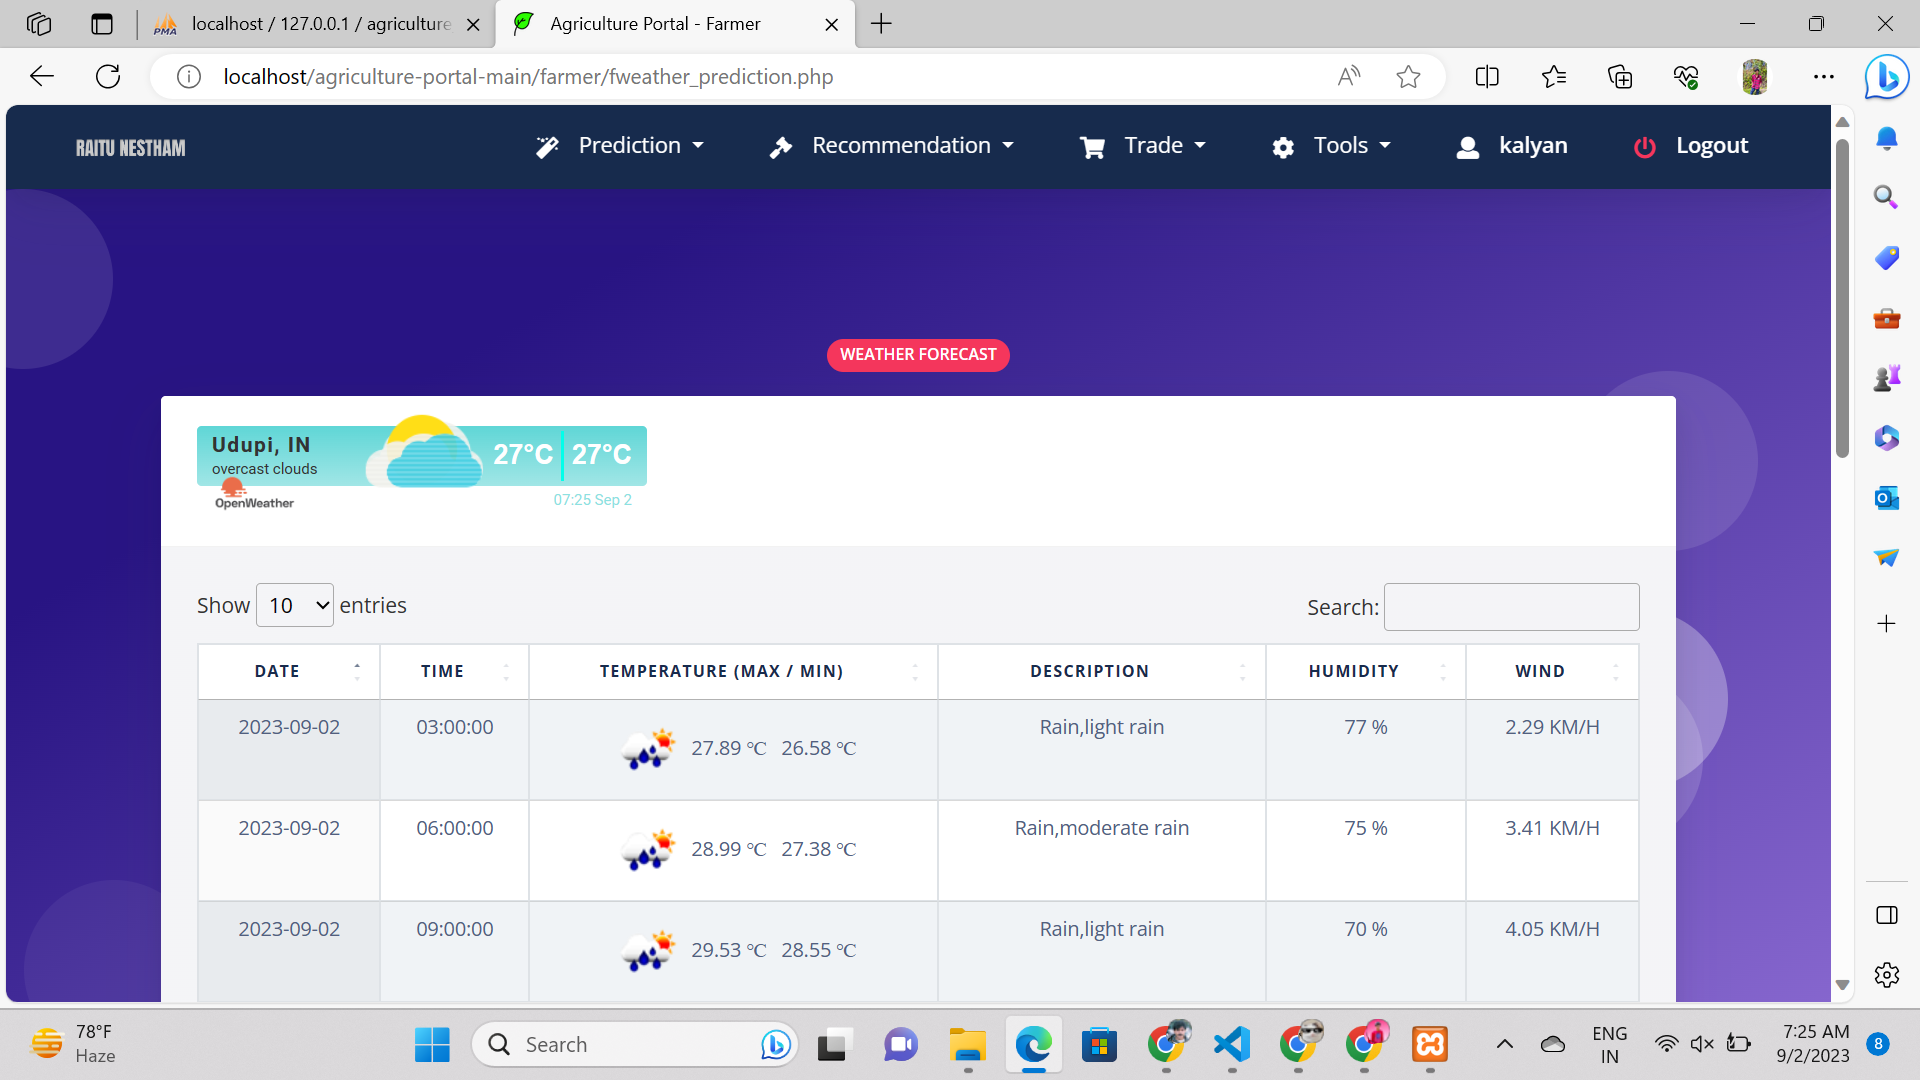 localhost / 127.0.0.1 / agriculture
Agriculture Portal - Farmer
localhost/agriculture-portal-main/farmer/fweather_prediction.php
RAITU NESTHAM
Prediction
Recommendation
Trade
Tools
kalyan
Logout
WEATHER FORECAST
Udupi, IN
overcast clouds
27°C 27°C
OpenWeather
07:25 Sep 2
Show 10 entries
Search:
DATE TIME TEMPERATURE (MAX / MIN) DESCRIPTION HUMIDITY WIND
2023-09-02 03:00:00 27.89 °C 26.58 °C Rain,light rain 77 % 2.29 KM/H
2023-09-02 06:00:00 28.99 °C 27.38 °C Rain,moderate rain 75 % 3.41 KM/H
2023-09-02 09:00:00 29.53 °C 28.55 °C Rain,light rain 70 % 4.05 KM/H
78°F
Haze
Search
ENG
IN
7:25 AM
9/2/2023
8
PMA